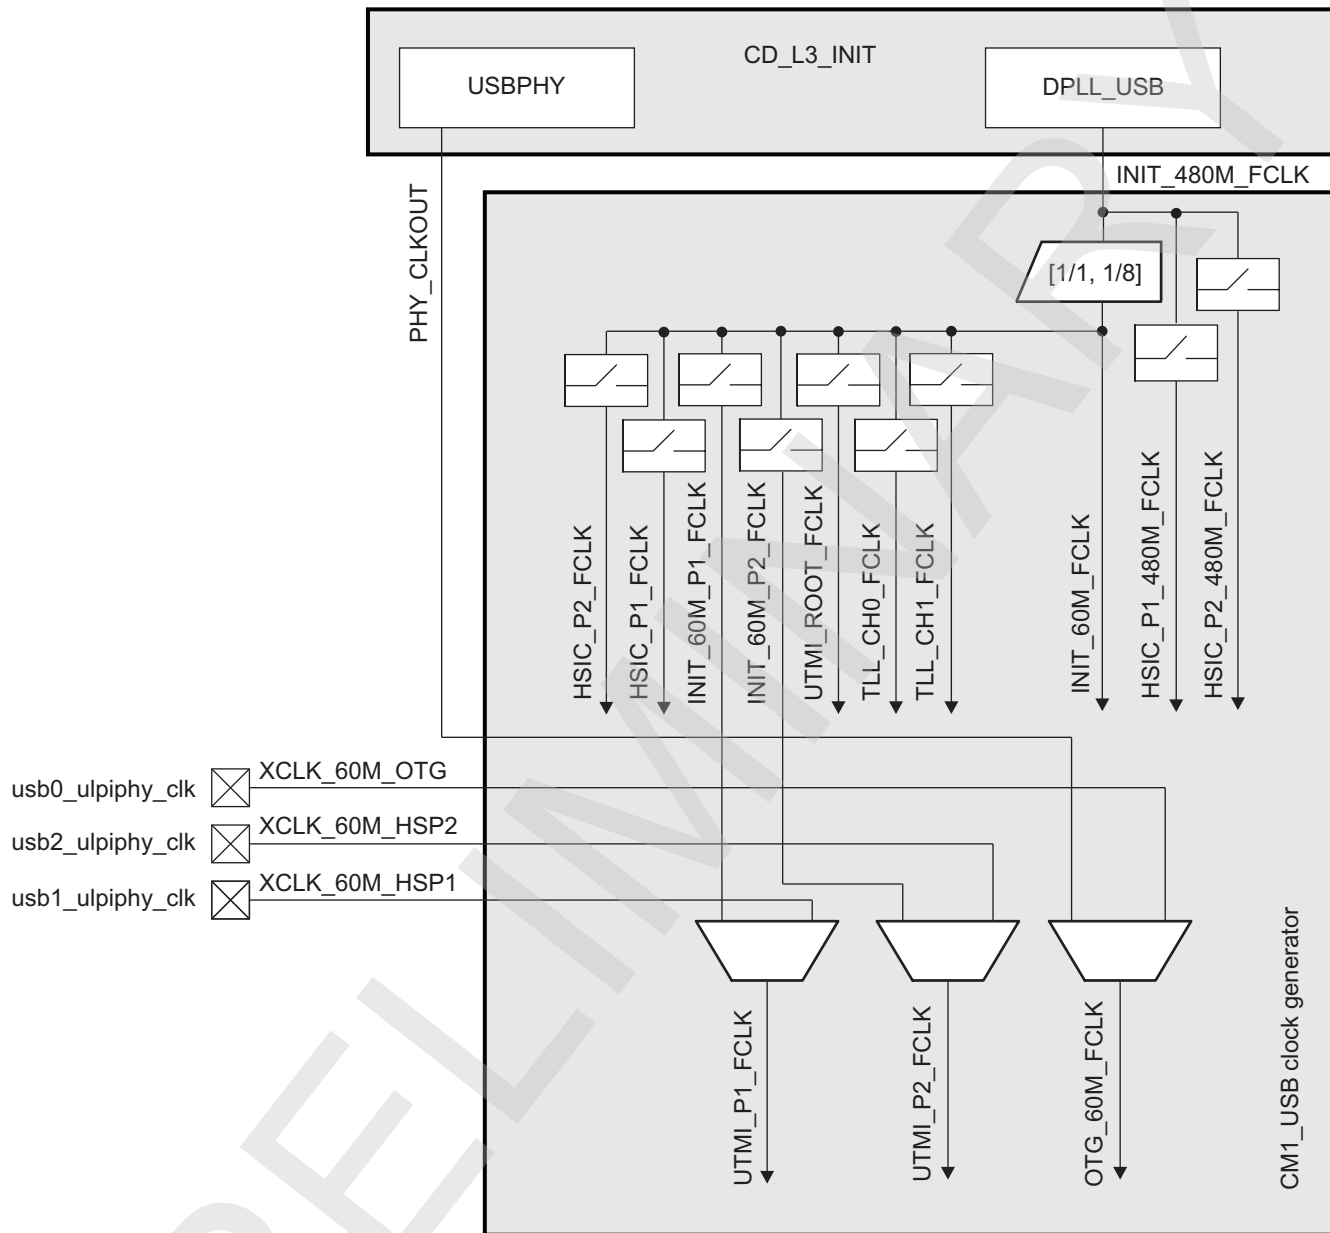 CD_L3_INIT
USBPHY
DPLL_USB
INIT_480M_FCLK
PHY_CLKOUT
[1/1, 1/8]
HSIC_P2_FCLK
HSIC_P1_FCLK
INIT_60M_P1_FCLK
INIT_60M_P2_FCLK
UTMI_ROOT_FCLK
TLL_CH0_FCLK
TLL_CH1_FCLK
INIT_60M_FCLK
HSIC_P1_480M_FCLK
HSIC_P2_480M_FCLK
usb0_ulpiphy_clk
XCLK_60M_OTG
usb2_ulpiphy_clk
XCLK_60M_HSP2
usb1_ulpiphy_clk
XCLK_60M_HSP1
UTMI_P1_FCLK
UTMI_P2_FCLK
OTG_60M_FCLK
CM1_USB clock generator
PRELIMINARY